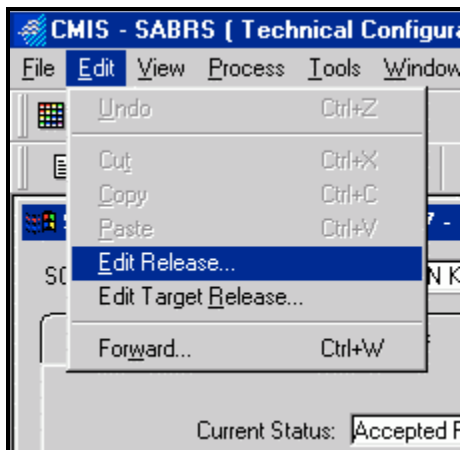 CMIS - SABRS ( Technical Configura
File Edit View Process Tools Window
Undo Ctrl+Z
Cut Ctrl+X
Copy Ctrl+C
Paste Ctrl+V
Edit Release...
Edit Target Release...
Forward... Ctrl+W
Current Status: Accepted